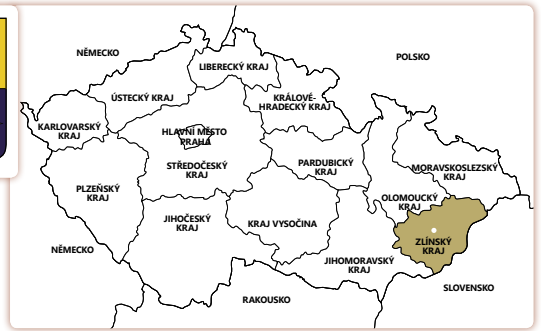 NĚMECKO
POLSKO
LIBERECKÝ KRAJ
ÚSTECKÝ KRAJ
KRÁLOVÉ-
HRADECKÝ KRAJ
KARLOVARSKÝ
KRAJ
HLAVNÍ MĚSTO
PRAHA
STŘEDOČESKÝ
KRAJ
PARDUBICKÝ
KRAJ
MORAVSKOSLEZSKÝ
KRAJ
PLZEŇSKÝ
KRAJ
OLOMOUCKÝ
KRAJ
JIHOČESKÝ
KRAJ
KRAJ VYSOČINA
ZLÍNSKÝ
KRAJ
NĚMECKO
JIHOMORAVSKÝ
KRAJ
SLOVENSKO
RAKOUSKO